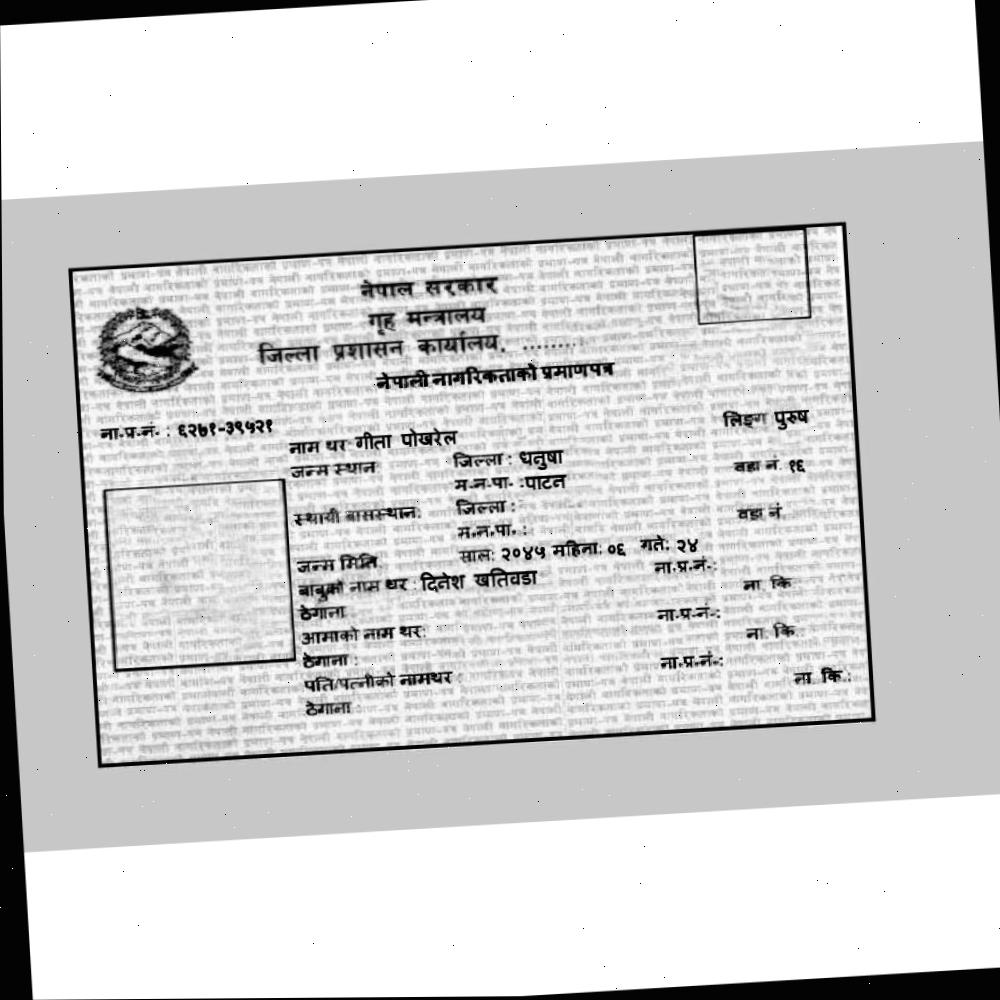 नेपाल सरकार
गृह मन्त्रालय
जिल्ला प्रशासन कार्यालय, ........
नेपाली नागरिकताको प्रमाणपत्र
ना.प्र.नं. : ६२७१-३९५२१
लिङ्ग पुरुष
नाम थर गीता पोखरेल
जन्म स्थान जिल्ला : धनुषा वडा नं. १६
म.न.पा. :पाटन
स्थायी बासस्थान: जिल्ला : वडा नं.
म.न.पा. :
जन्म मिति साल: २०४५ महिना: ०६ गते: २४
बाबुको नाम थर : दिनेश खतिवडा ना.प्र.नं.:
ठेगाना ना कि
आमाको नाम थर: ना.प्र.नं.:
ठेगाना : ना. कि.
पति/पत्नीको नामथर : ना.प्र.नं.:
ठेगाना : ना. कि.: